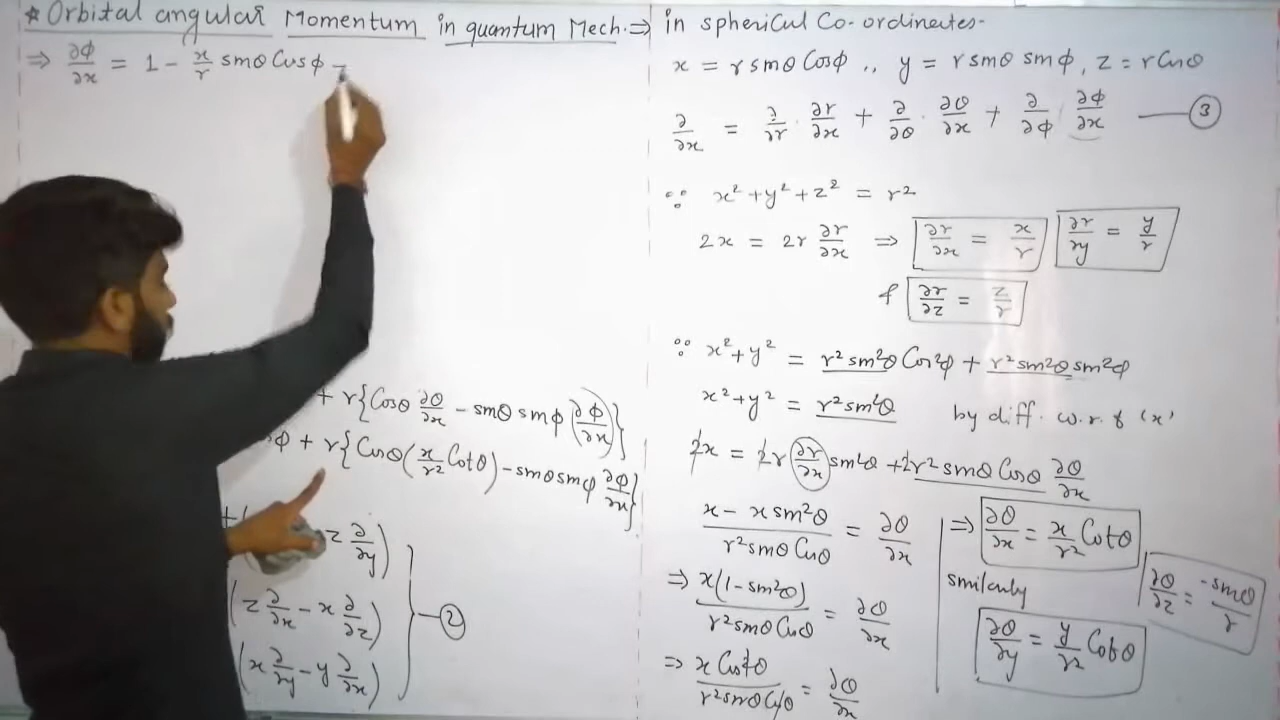 * Orbital angular Momentum in quantum Mech. ⇒
⇒ ∂ϕ/∂x = 1 - x/r sinθ Cosϕ -
+ r{Cosθ ∂θ/∂x - sinθ sinϕ (∂ϕ/∂x)}
ϕ + r{Cosθ(x/r² Cotθ) - sinθ sinϕ ∂ϕ/∂x}
z ∂/∂y)
(z ∂/∂x - x ∂/∂z) } — ②
(x ∂/∂y - y ∂/∂x)
in sphericul Co-ordinates-
x = r sinθ Cosϕ ., y = r sinθ sinϕ, z = r Cosθ
∂/∂x = ∂/∂r . ∂r/∂x + ∂/∂θ . ∂θ/∂x + ∂/∂ϕ ∂ϕ/∂x — ③
∵ x² + y² + z² = r²
2x = 2r ∂r/∂x ⇒ ∂r/∂x = x/r ∂r/∂y = y/r
& ∂r/∂z = z/r
∵ x² + y² = r² sin²θ Cos²ϕ + r² sin²θ sin²ϕ
x² + y² = r² sin²θ by diff. w.r.t 'x'
2x = 2r (∂r/∂x) sin²θ + 2r² sinθ Cosθ ∂θ/∂x
x - x sin²θ / r² sinθ Cosθ = ∂θ/∂x
⇒ x(1 - sin²θ) / r² sinθ Cosθ = ∂θ/∂x
⇒ x Cos²θ / r² sinθ Cosθ = ∂θ/∂x
⇒ ∂θ/∂x = x/r² Cotθ
similarly
∂θ/∂y = y/r² Cotθ
∂θ/∂z = -sinθ/r